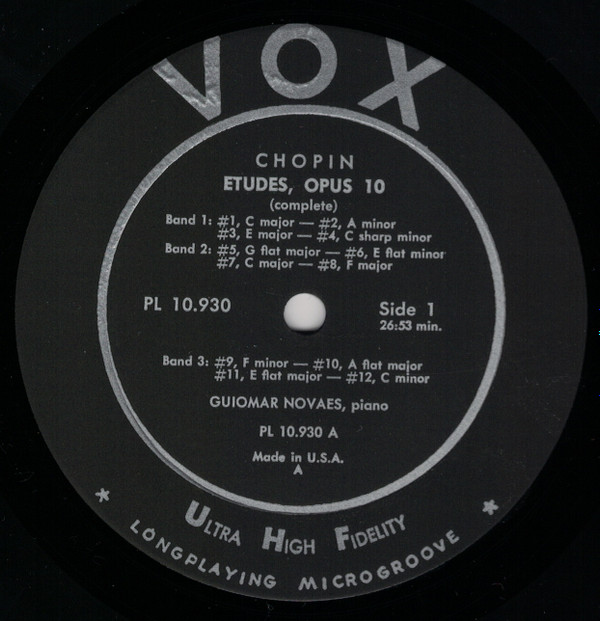 VOX
CHOPIN
ETUDES, OPUS 10
(complete)
Band 1: #1, C major — #2, A minor
#3, E major — #4, C sharp minor
Band 2: #5, G flat major — #6, E flat minor
#7, C major — #8, F major
PL 10.930
Side 1
26:53 min.
Band 3: #9, F minor — #10, A flat major
#11, E flat major — #12, C minor
GUIOMAR NOVAES, piano
PL 10.930 A
Made in U.S.A.
A
ULTRA HIGH FIDELITY
LONGPLAYING MICROGROOVE